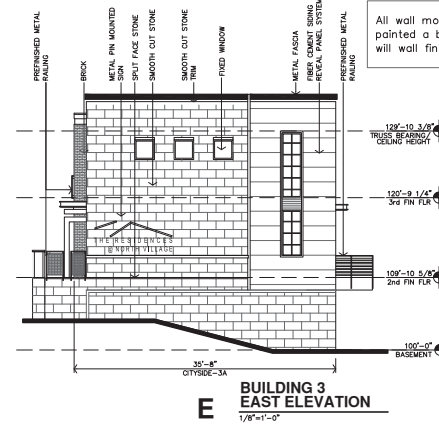 PREFINISHED METAL
RAILING
BRICK
METAL PIN MOUNTED
SIGN
SPLIT FACE STONE
SMOOTH CUT STONE
SMOOTH CUT STONE
TRIM
FIXED WINDOW
METAL FASCIA
FIBER CEMENT SIDING
REVEAL PANEL SYSTEM
PREFINISHED METAL
RAILING
All wall mo
painted a b
will wall fin
129'-10 3/8"
TRUSS BEARING/
CEILING HEIGHT
120'-9 1/4"
3rd FIN FLR
THE RESIDENCES
@NORTH VILLAGE
109'-10 5/8"
2nd FIN FLR
100'-0"
BASEMENT
35'-8"
CITYSIDE-3A
E
BUILDING 3
EAST ELEVATION
1/8"=1'-0"